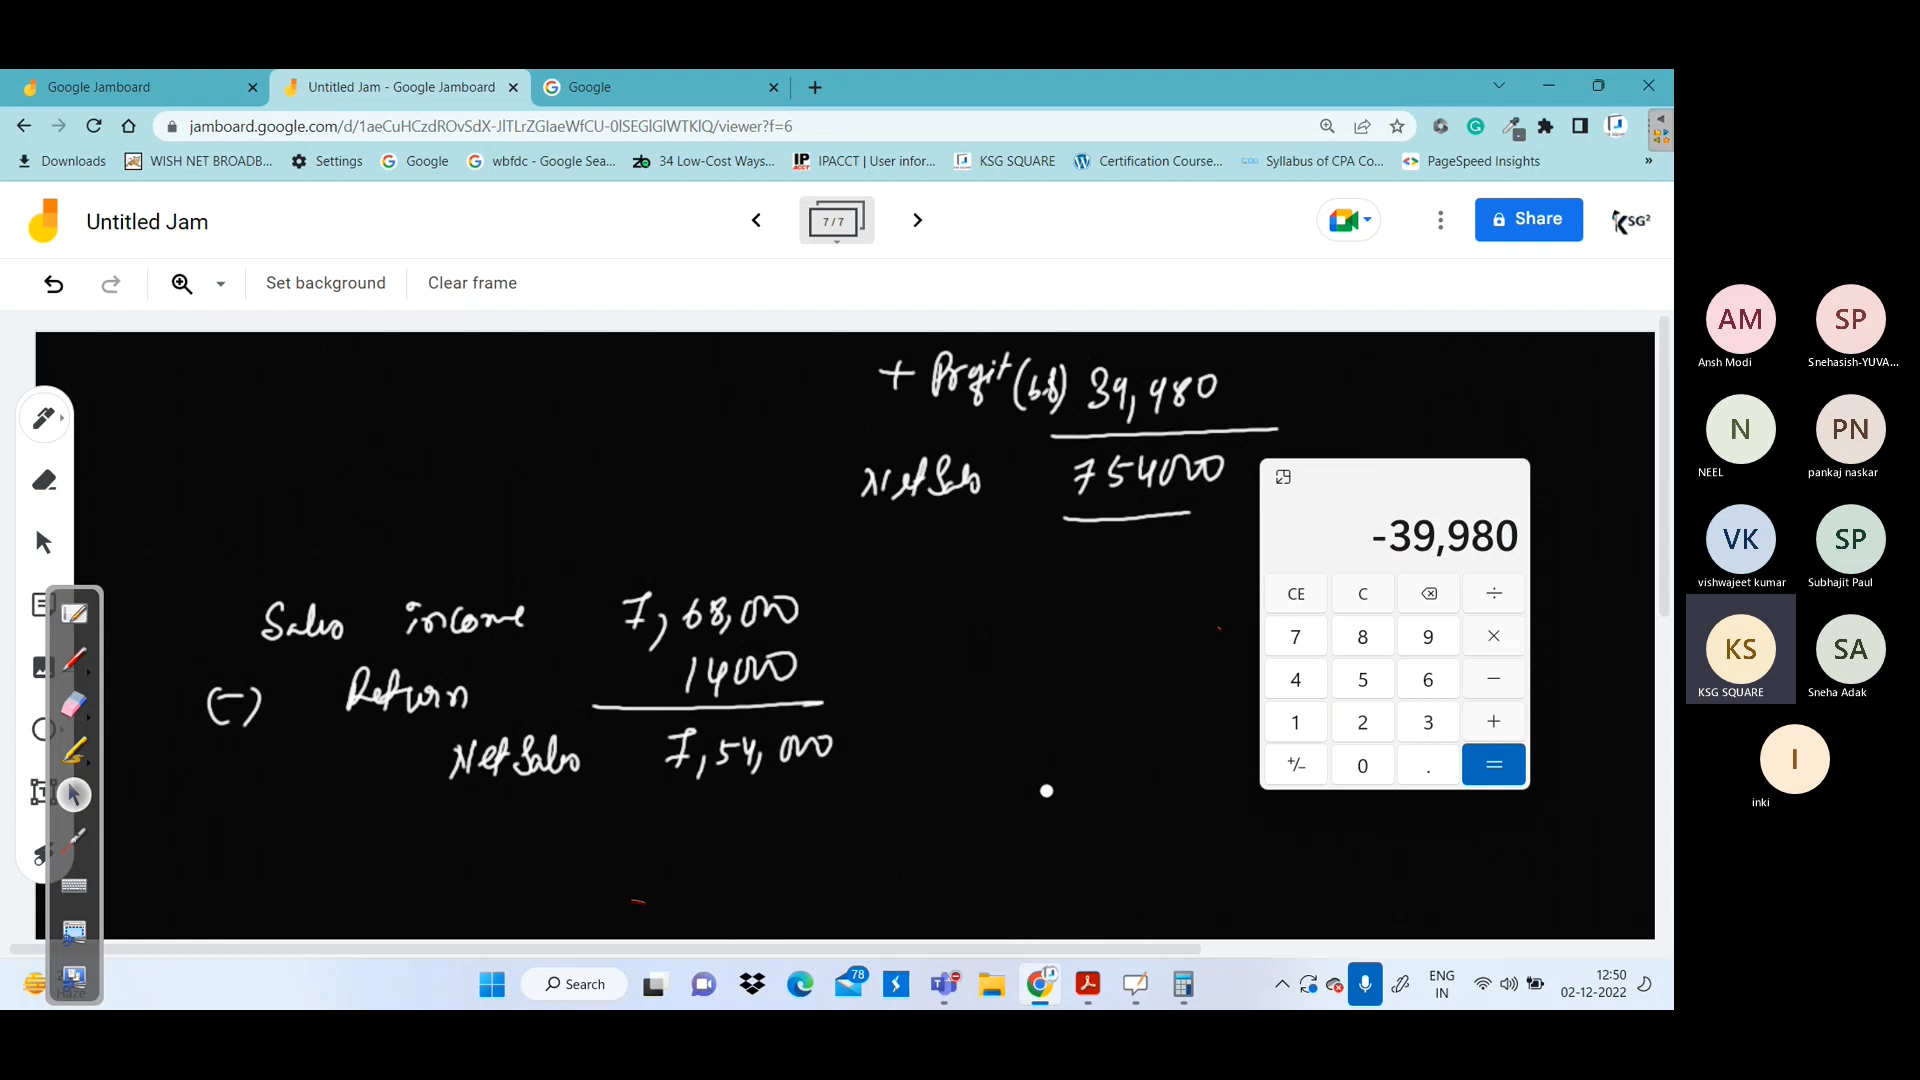 Google Jamboard
Untitled Jam - Google Jamboard
Google
jamboard.google.com/d/1aeCuHCzdROvSdX-JlTLrZGIaeWfCU-0lSEGlGlWTKlQ/viewer?f=6
Downloads
WISH NET BROADB...
Settings
Google
wbfdc - Google Sea...
34 Low-Cost Ways...
IPACCT | User infor...
KSG SQUARE
Certification Course...
Syllabus of CPA Co...
PageSpeed Insights
»
Untitled Jam
7 / 7
Share
KSG²
Set background
Clear frame
+ Profit (b.f) 39,980
Net Sales 754000
Sales income 7,68,000
(-) Return 14000
Net Sales 7,54,000
-39,980
CE C ÷
7 8 9 ×
4 5 6 −
1 2 3 +
+/- 0 . =
AM SP
Ansh Modi Snehasish-YUVA...
N PN
NEEL pankaj naskar
VK SP
vishwajeet kumar Subhajit Paul
KS SA
KSG SQUARE Sneha Adak
I
inki
Haze
Search
78
ENG
IN
12:50
02-12-2022